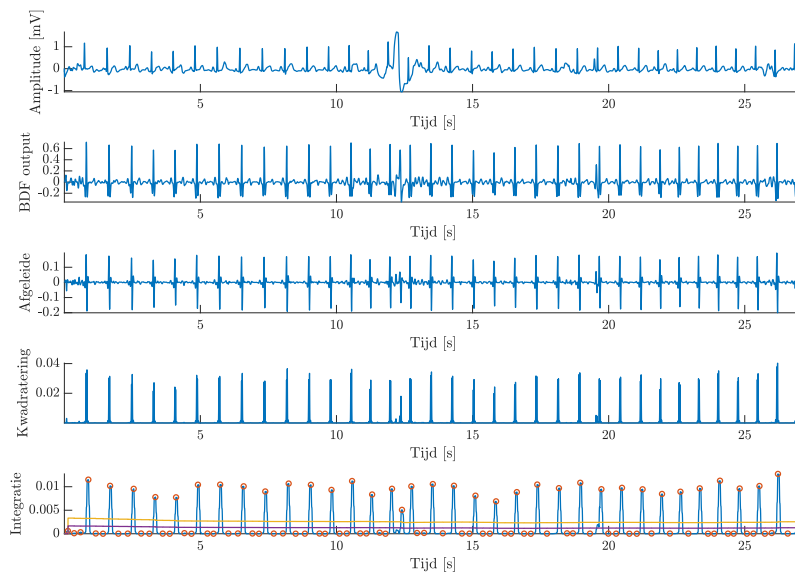 Amplitude [mV]
1
0
-1
5 10 15 20 25
Tijd [s]
BDF output
0.6
0.4
0.2
0
-0.2
5 10 15 20 25
Tijd [s]
Afgeleide
0.1
0
-0.1
-0.2
5 10 15 20 25
Tijd [s]
Kwadratering
0.04
0.02
5 10 15 20 25
Tijd [s]
Integratie
0.01
0.005
0
5 10 15 20 25
Tijd [s]